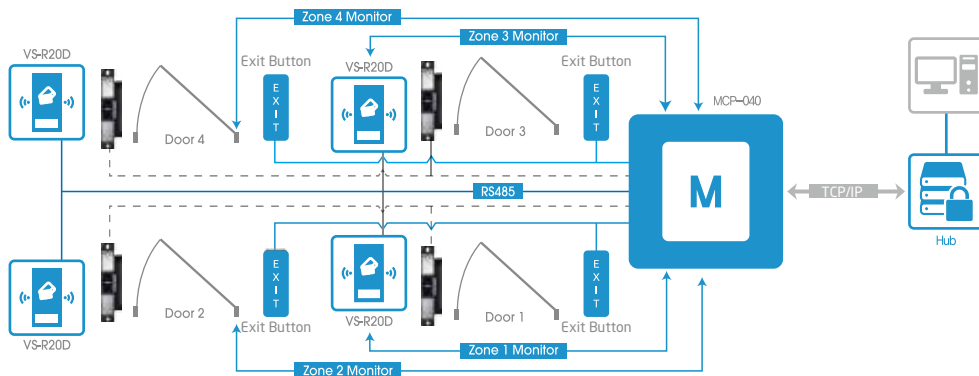 Zone 4 Monitor
Zone 3 Monitor
VS-R20D
Exit Button
VS-R20D
Exit Button
MCP-040
EXIT
EXIT
Door 4
Door 3
M
RS485
TCP/IP
Hub
EXIT
EXIT
Door 2
Door 1
VS-R20D
Exit Button
VS-R20D
Exit Button
Zone 1 Monitor
Zone 2 Monitor